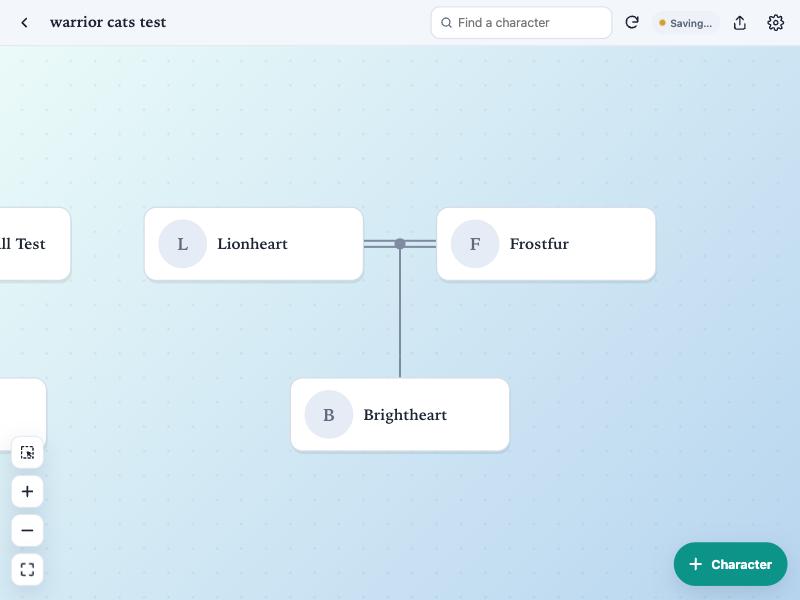 warrior cats test
Find a character
Saving...
ll Test
L Lionheart
F Frostfur
B Brightheart
+ Character